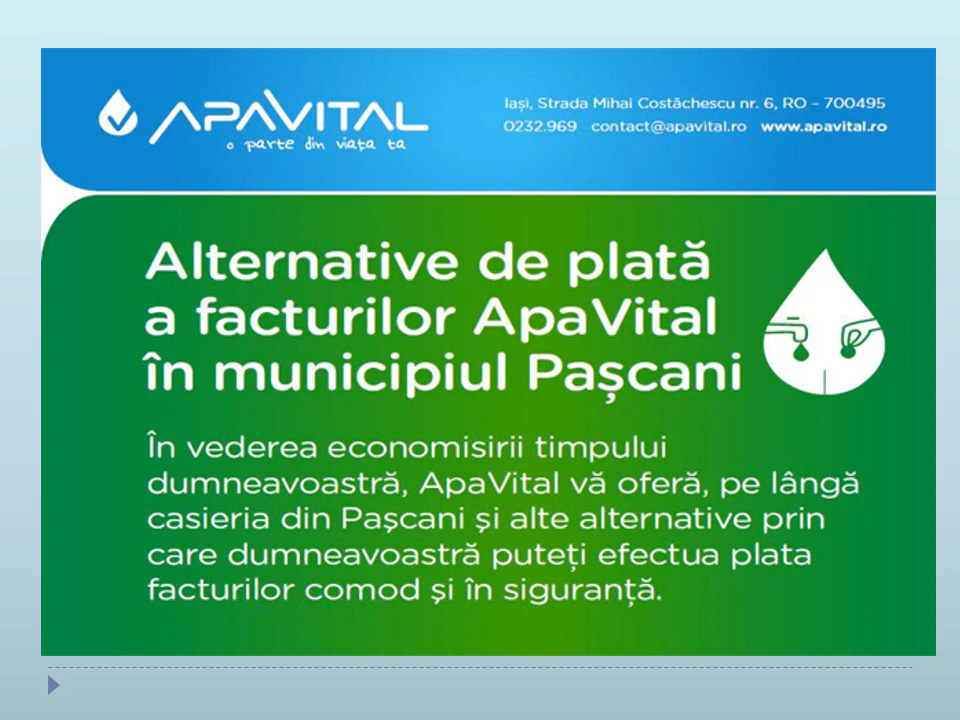 APAVITAL
o parte din viața ta
Iași, Strada Mihai Costăchescu nr. 6, RO – 700495
0232.969 contact@apavital.ro www.apavital.ro
Alternative de plată
a facturilor ApaVital
în municipiul Pașcani
În vederea economisirii timpului
dumneavoastră, ApaVital vă oferă, pe lângă
casieria din Pașcani și alte alternative prin
care dumneavoastră puteți efectua plata
facturilor comod și în siguranță.